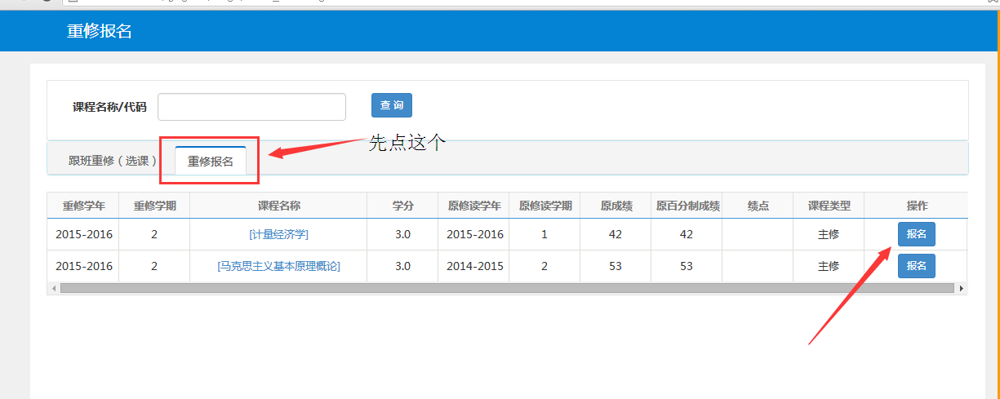 重修报名
课程名称/代码 查 询
先点这个
跟班重修（选课） 重修报名
重修学年 重修学期 课程名称 学分 原修读学年 原修读学期 原成绩 原百分制成绩 绩点 课程类型 操作
2015-2016 2 [计量经济学] 3.0 2015-2016 1 42 42 主修 报名
2015-2016 2 [马克思主义基本原理概论] 3.0 2014-2015 2 53 53 主修 报名